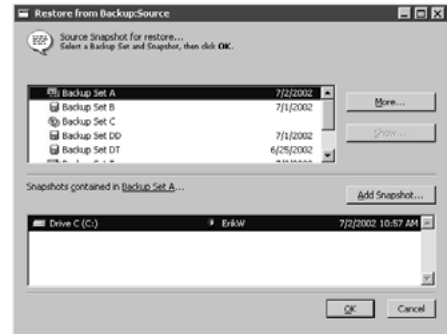 Restore from Backup:Source
Source Snapshot for restore...
Select a Backup Set and Snapshot, then click OK.
Backup Set A 7/2/2002
Backup Set B 7/1/2002
Backup Set C
Backup Set DD 7/1/2002
Backup Set DT 6/25/2002
More...
Show...
Snapshots contained in Backup Set A...
Add Snapshot...
Drive C (C:) ErikW 7/2/2002 10:57 AM
OK
Cancel